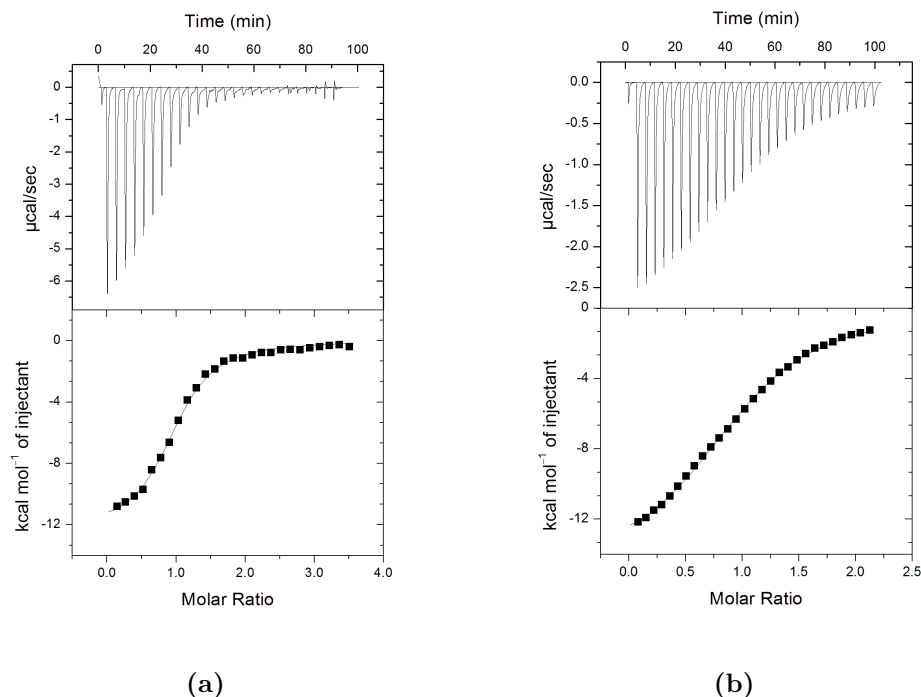 Time (min)
0 20 40 60 80 100
0
-1
-2
-3
-4
-5
-6
µcal/sec
0
-4
-8
-12
kcal mol⁻¹ of injectant
0.0 1.0 2.0 3.0 4.0
Molar Ratio
(a)
Time (min)
0 20 40 60 80 100
0.0
-0.5
-1.0
-1.5
-2.0
-2.5
µcal/sec
0
-4
-8
-12
kcal mol⁻¹ of injectant
0.0 0.5 1.0 1.5 2.0 2.5
Molar Ratio
(b)